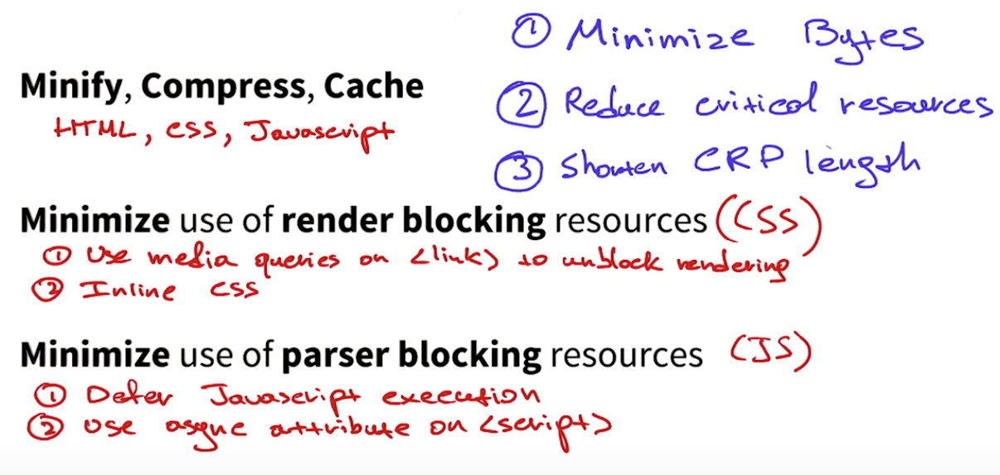 ① Minimize Bytes
② Reduce critical resources
③ Shorten CRP length
Minify, Compress, Cache
HTML, CSS, Javascript
Minimize use of render blocking resources (CSS)
① Use media queries on <link> to unblock rendering
② Inline CSS
Minimize use of parser blocking resources (JS)
① Defer Javascript execution
② Use async attribute on <script>